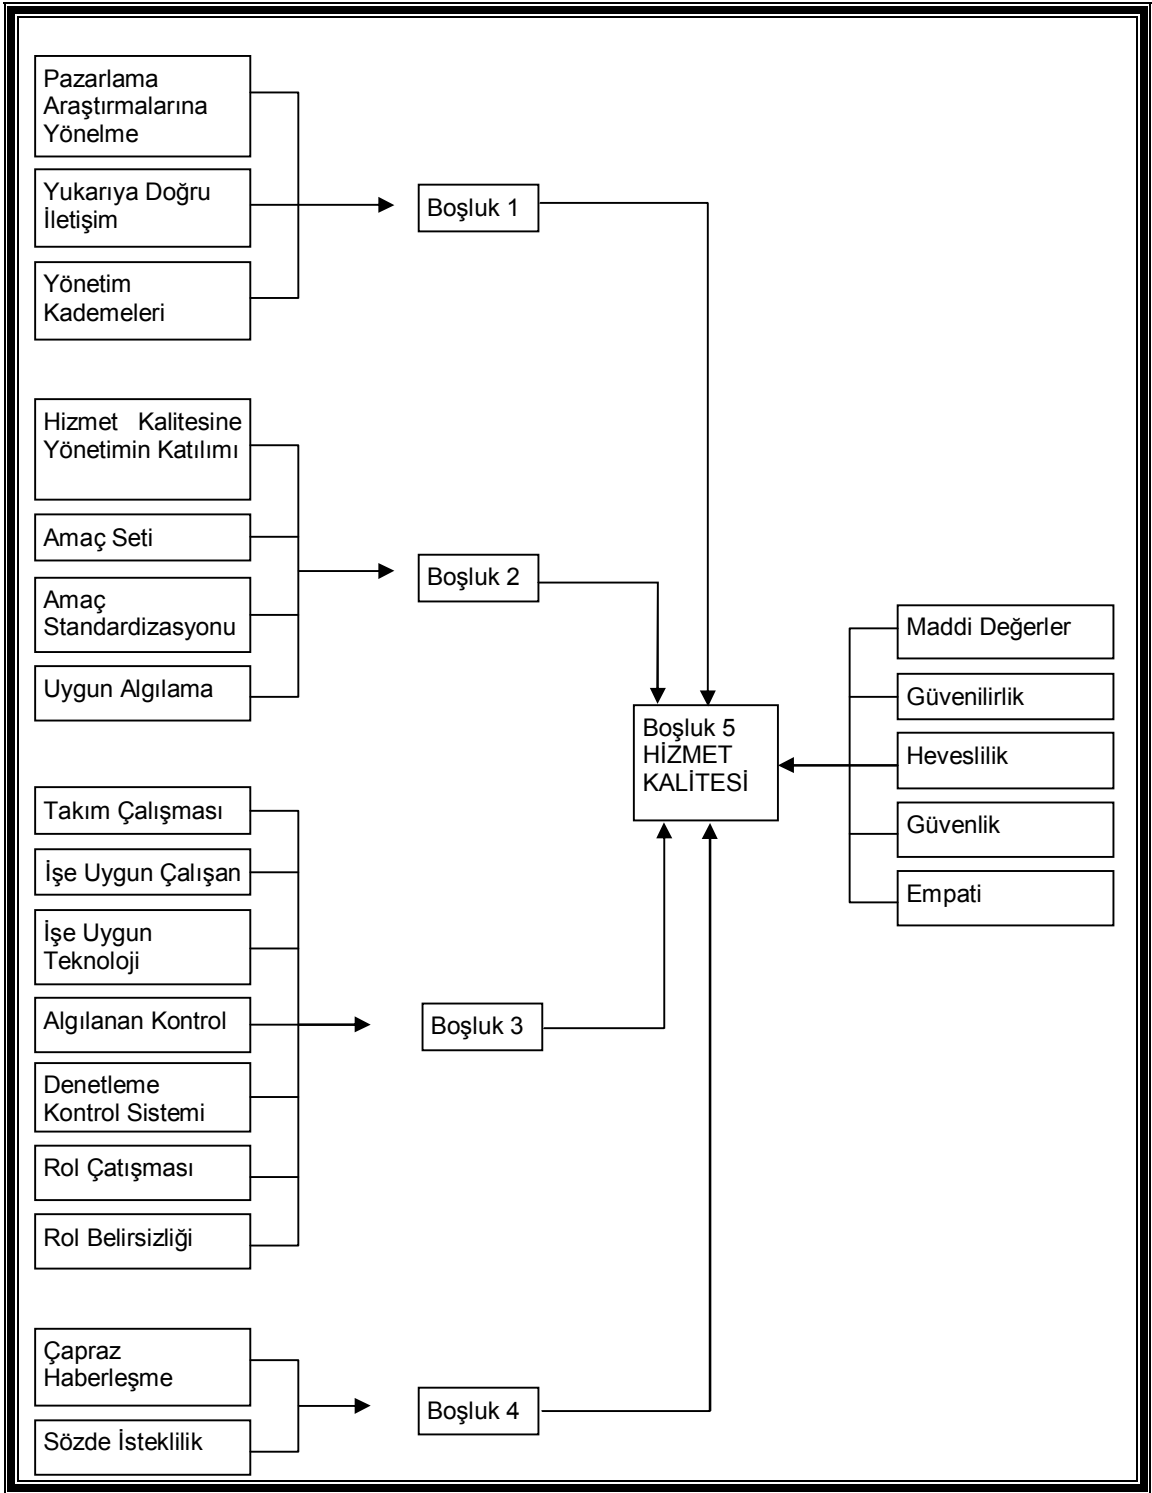 Pazarlama
Araştırmalarına
Yönelme
Yukarıya Doğru
İletişim
Yönetim
Kademeleri
Boşluk 1
Hizmet Kalitesine
Yönetimin Katılımı
Amaç Seti
Amaç
Standardizasyonu
Uygun Algılama
Boşluk 2
Takım Çalışması
İşe Uygun Çalışan
İşe Uygun
Teknoloji
Algılanan Kontrol
Denetleme
Kontrol Sistemi
Rol Çatışması
Rol Belirsizliği
Boşluk 3
Çapraz
Haberleşme
Sözde İsteklilik
Boşluk 4
Boşluk 5
HİZMET
KALİTESİ
Maddi Değerler
Güvenilirlik
Heveslilik
Güvenlik
Empati